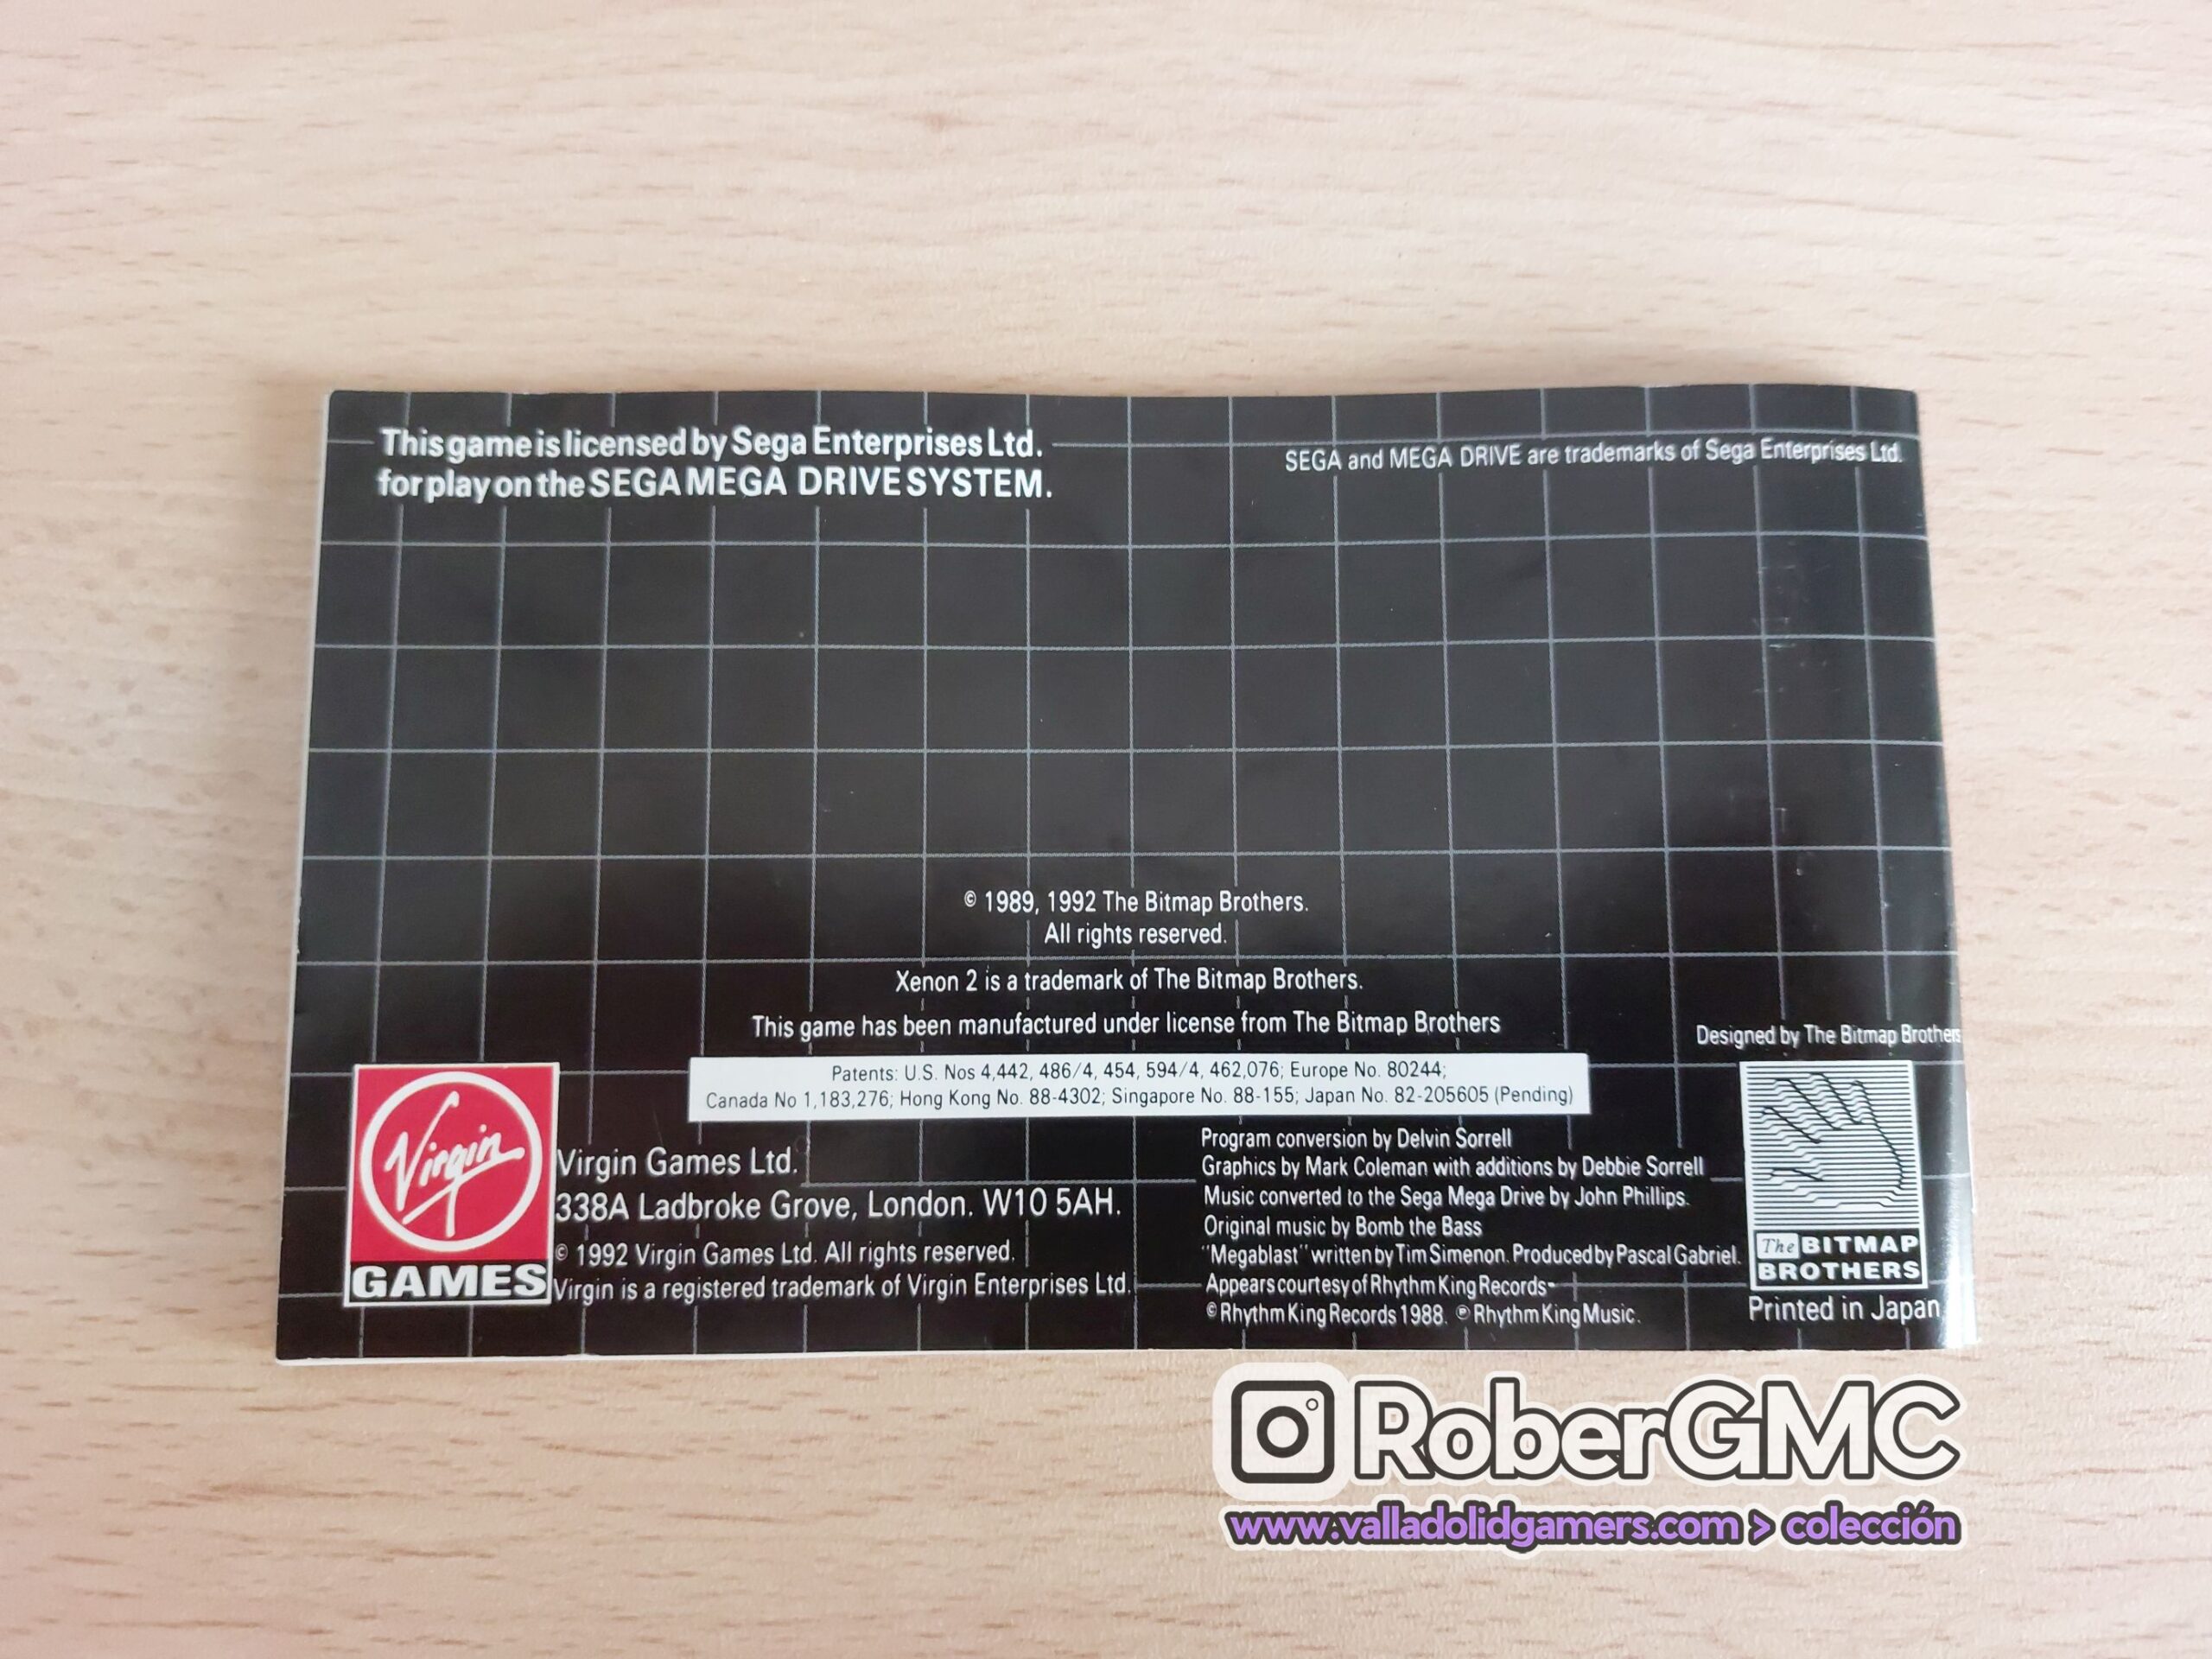 This game is licensed by Sega Enterprises Ltd.
for play on the SEGA MEGA DRIVE SYSTEM.
SEGA and MEGA DRIVE are trademarks of Sega Enterprises Ltd.
© 1989, 1992 The Bitmap Brothers.
All rights reserved.
Xenon 2 is a trademark of The Bitmap Brothers.
This game has been manufactured under license from The Bitmap Brothers
Patents: U.S. Nos 4,442, 486/4, 454, 594/4, 462,076; Europe No. 80244;
Canada No 1,183,276; Hong Kong No. 88-4302; Singapore No. 88-155; Japan No. 82-205605 (Pending)
Virgin
GAMES
Virgin Games Ltd.
338A Ladbroke Grove, London. W10 5AH.
© 1992 Virgin Games Ltd. All rights reserved.
Virgin is a registered trademark of Virgin Enterprises Ltd.
Program conversion by Delvin Sorrell
Graphics by Mark Coleman with additions by Debbie Sorrell
Music converted to the Sega Mega Drive by John Phillips.
Original music by Bomb the Bass
"Megablast" written by Tim Simenon. Produced by Pascal Gabriel.
Appears courtesy of Rhythm King Records-
© Rhythm King Records 1988. ℗ Rhythm King Music.
Designed by The Bitmap Brothers
The BITMAP
BROTHERS
Printed in Japan
RoberGMC
www.valladolidgamers.com > colección